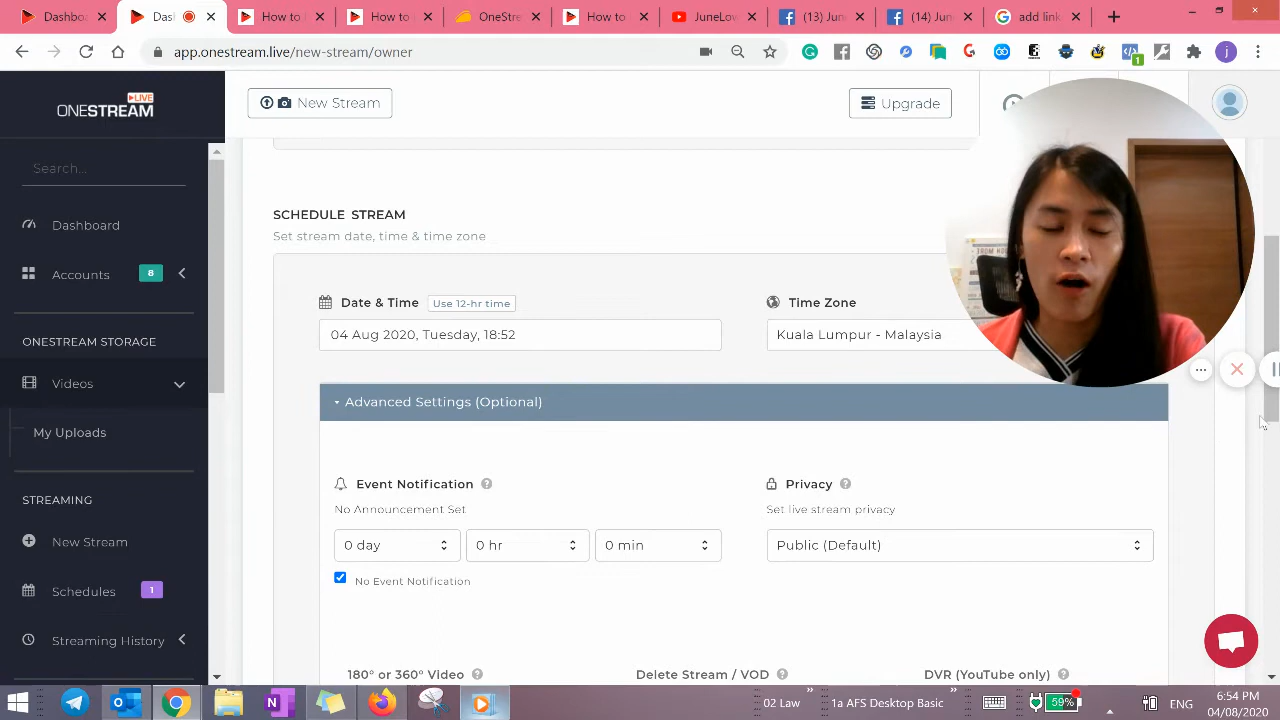 Dashbo
Das
How to
How to
OneStre
How to
JuneLov
(13) June
(14) June
add link
app.onestream.live/new-stream/owner
1
j
LIVE
ONESTREAM
New Stream
Upgrade
Search...
Dashboard
Accounts 8
ONESTREAM STORAGE
Videos
My Uploads
STREAMING
New Stream
Schedules 1
Streaming History
SCHEDULE STREAM
Set stream date, time & time zone
Date & Time Use 12-hr time
Time Zone
04 Aug 2020, Tuesday, 18:52
Kuala Lumpur - Malaysia
Advanced Settings (Optional)
Event Notification ?
Privacy ?
No Announcement Set
Set live stream privacy
0 day
0 hr
0 min
Public (Default)
No Event Notification
180° or 360° Video ?
Delete Stream / VOD ?
DVR (YouTube only) ?
02 Law
»
1a AFS Desktop Basic
»
59%
ENG
6:54 PM
04/08/2020